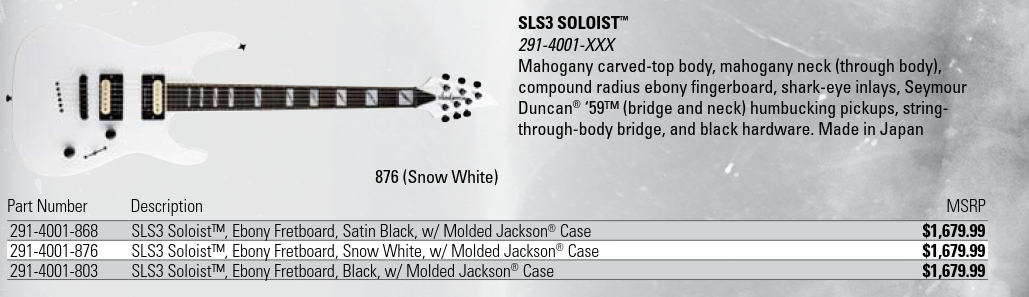 SLS3 SOLOIST™
291-4001-XXX
Mahogany carved-top body, mahogany neck (through body),
compound radius ebony fingerboard, shark-eye inlays, Seymour
Duncan® ’59™ (bridge and neck) humbucking pickups, string-
through-body bridge, and black hardware. Made in Japan
876 (Snow White)
Part Number Description MSRP
291-4001-868 SLS3 Soloist™, Ebony Fretboard, Satin Black, w/ Molded Jackson® Case $1,679.99
291-4001-876 SLS3 Soloist™, Ebony Fretboard, Snow White, w/ Molded Jackson® Case $1,679.99
291-4001-803 SLS3 Soloist™, Ebony Fretboard, Black, w/ Molded Jackson® Case $1,679.99